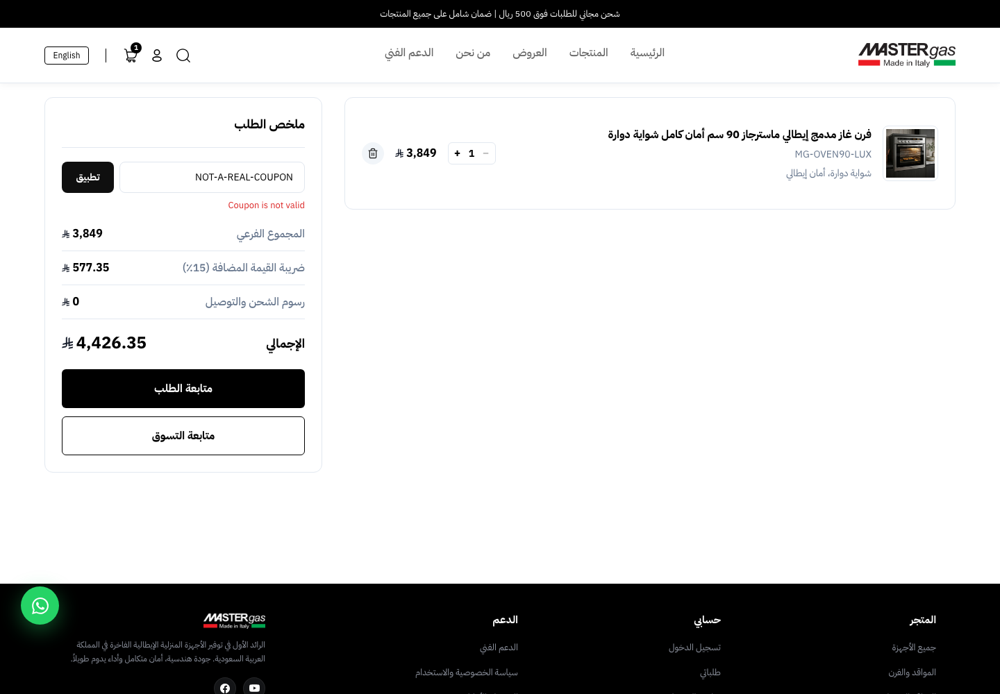 شحن مجاني للطلبات فوق 500 ريال | ضمان شامل على جميع المنتجات
MASTERgas
Made in Italy
الرئيسية
المنتجات
العروض
من نحن
الدعم الفني
1
English
فرن غاز مدمج إيطالي ماسترجاز 90 سم أمان كامل شواية دوارة
MG-OVEN90-LUX
شواية دوارة، أمان إيطالي
− 1 +
3,849
ملخص الطلب
NOT-A-REAL-COUPON
تطبيق
Coupon is not valid
المجموع الفرعي 3,849
ضريبة القيمة المضافة (15٪) 577.35
رسوم الشحن والتوصيل 0
الإجمالي 4,426.35
متابعة الطلب
متابعة التسوق
المتجر
جميع الأجهزة
المواقد والفرن
حسابي
تسجيل الدخول
طلباتي
الدعم
الدعم الفني
سياسة الخصوصية والاستخدام
MASTERgas
Made in Italy
الرائد الأول في توفير الأجهزة المنزلية الإيطالية الفاخرة في المملكة
العربية السعودية. جودة هندسية، أمان متكامل وأداء يدوم طويلاً.